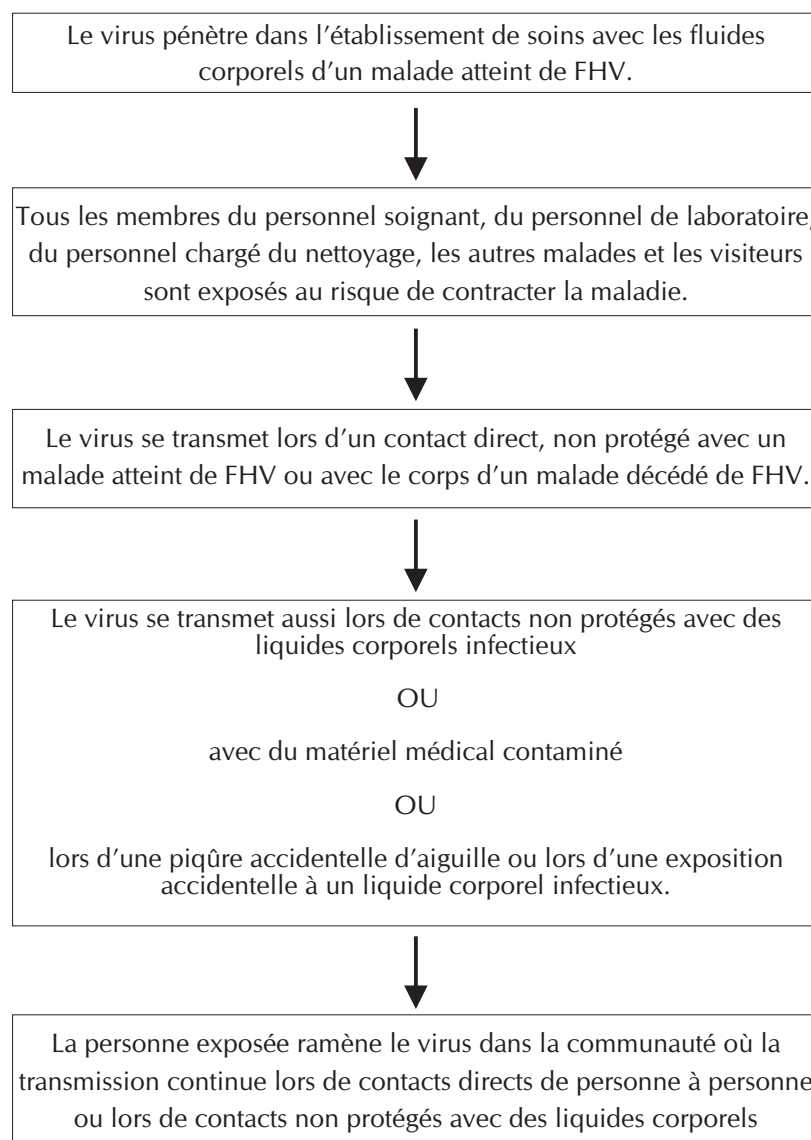 Le virus pénètre dans l’établissement de soins avec les fluides
corporels d’un malade atteint de FHV.
Tous les membres du personnel soignant, du personnel de laboratoire,
du personnel chargé du nettoyage, les autres malades et les visiteurs
sont exposés au risque de contracter la maladie.
Le virus se transmet lors d’un contact direct, non protégé avec un
malade atteint de FHV ou avec le corps d’un malade décédé de FHV.
Le virus se transmet aussi lors de contacts non protégés avec des
liquides corporels infectieux
OU
avec du matériel médical contaminé
OU
lors d’une piqûre accidentelle d’aiguille ou lors d’une exposition
accidentelle à un liquide corporel infectieux.
La personne exposée ramène le virus dans la communauté où la
transmission continue lors de contacts directs de personne à personne
ou lors de contacts non protégés avec des liquides corporels